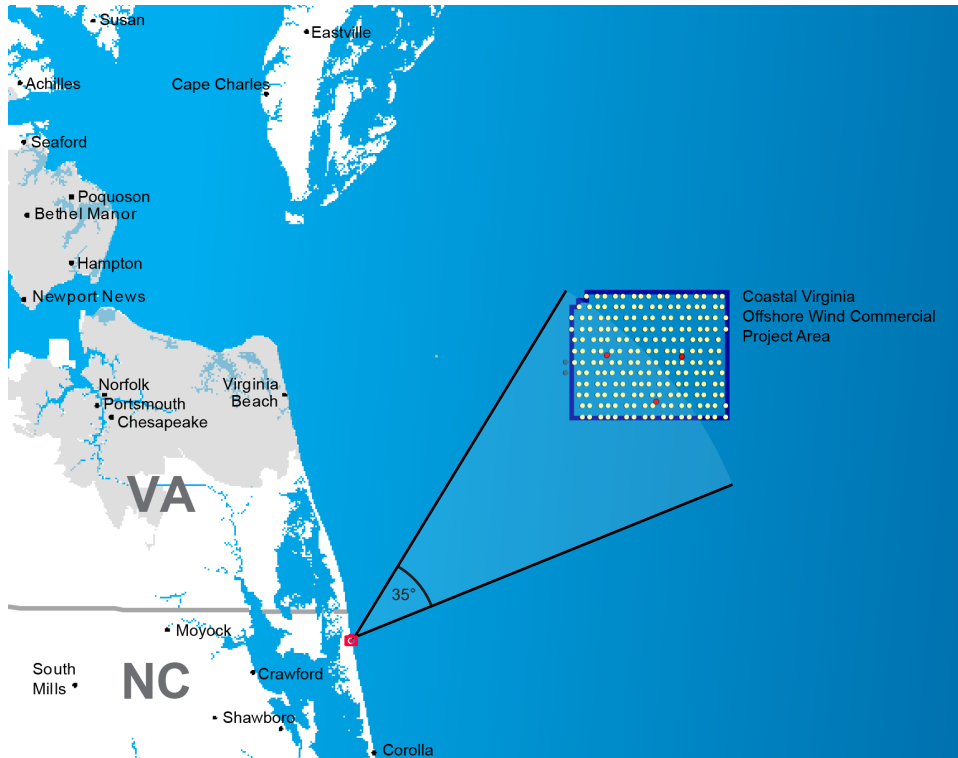 Susan
Eastville
Achilles
Cape Charles
Seaford
Poquoson
Bethel Manor
Hampton
Newport News
Coastal Virginia
Offshore Wind Commercial
Project Area
Norfolk
Portsmouth
Chesapeake
Virginia
Beach
VA
35°
Moyock
South
Mills
NC
Crawford
Shawboro
Corolla